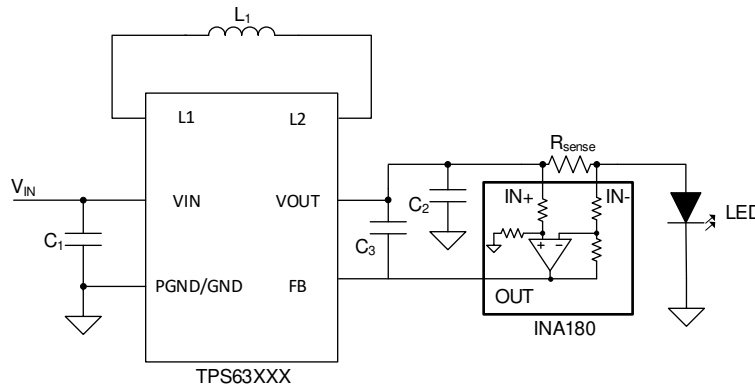 L1
L1
L2
Rsense
VIN
VIN
VOUT
C1
C2
C3
IN+
IN-
+
-
LED
PGND/GND
FB
OUT
INA180
TPS63XXX